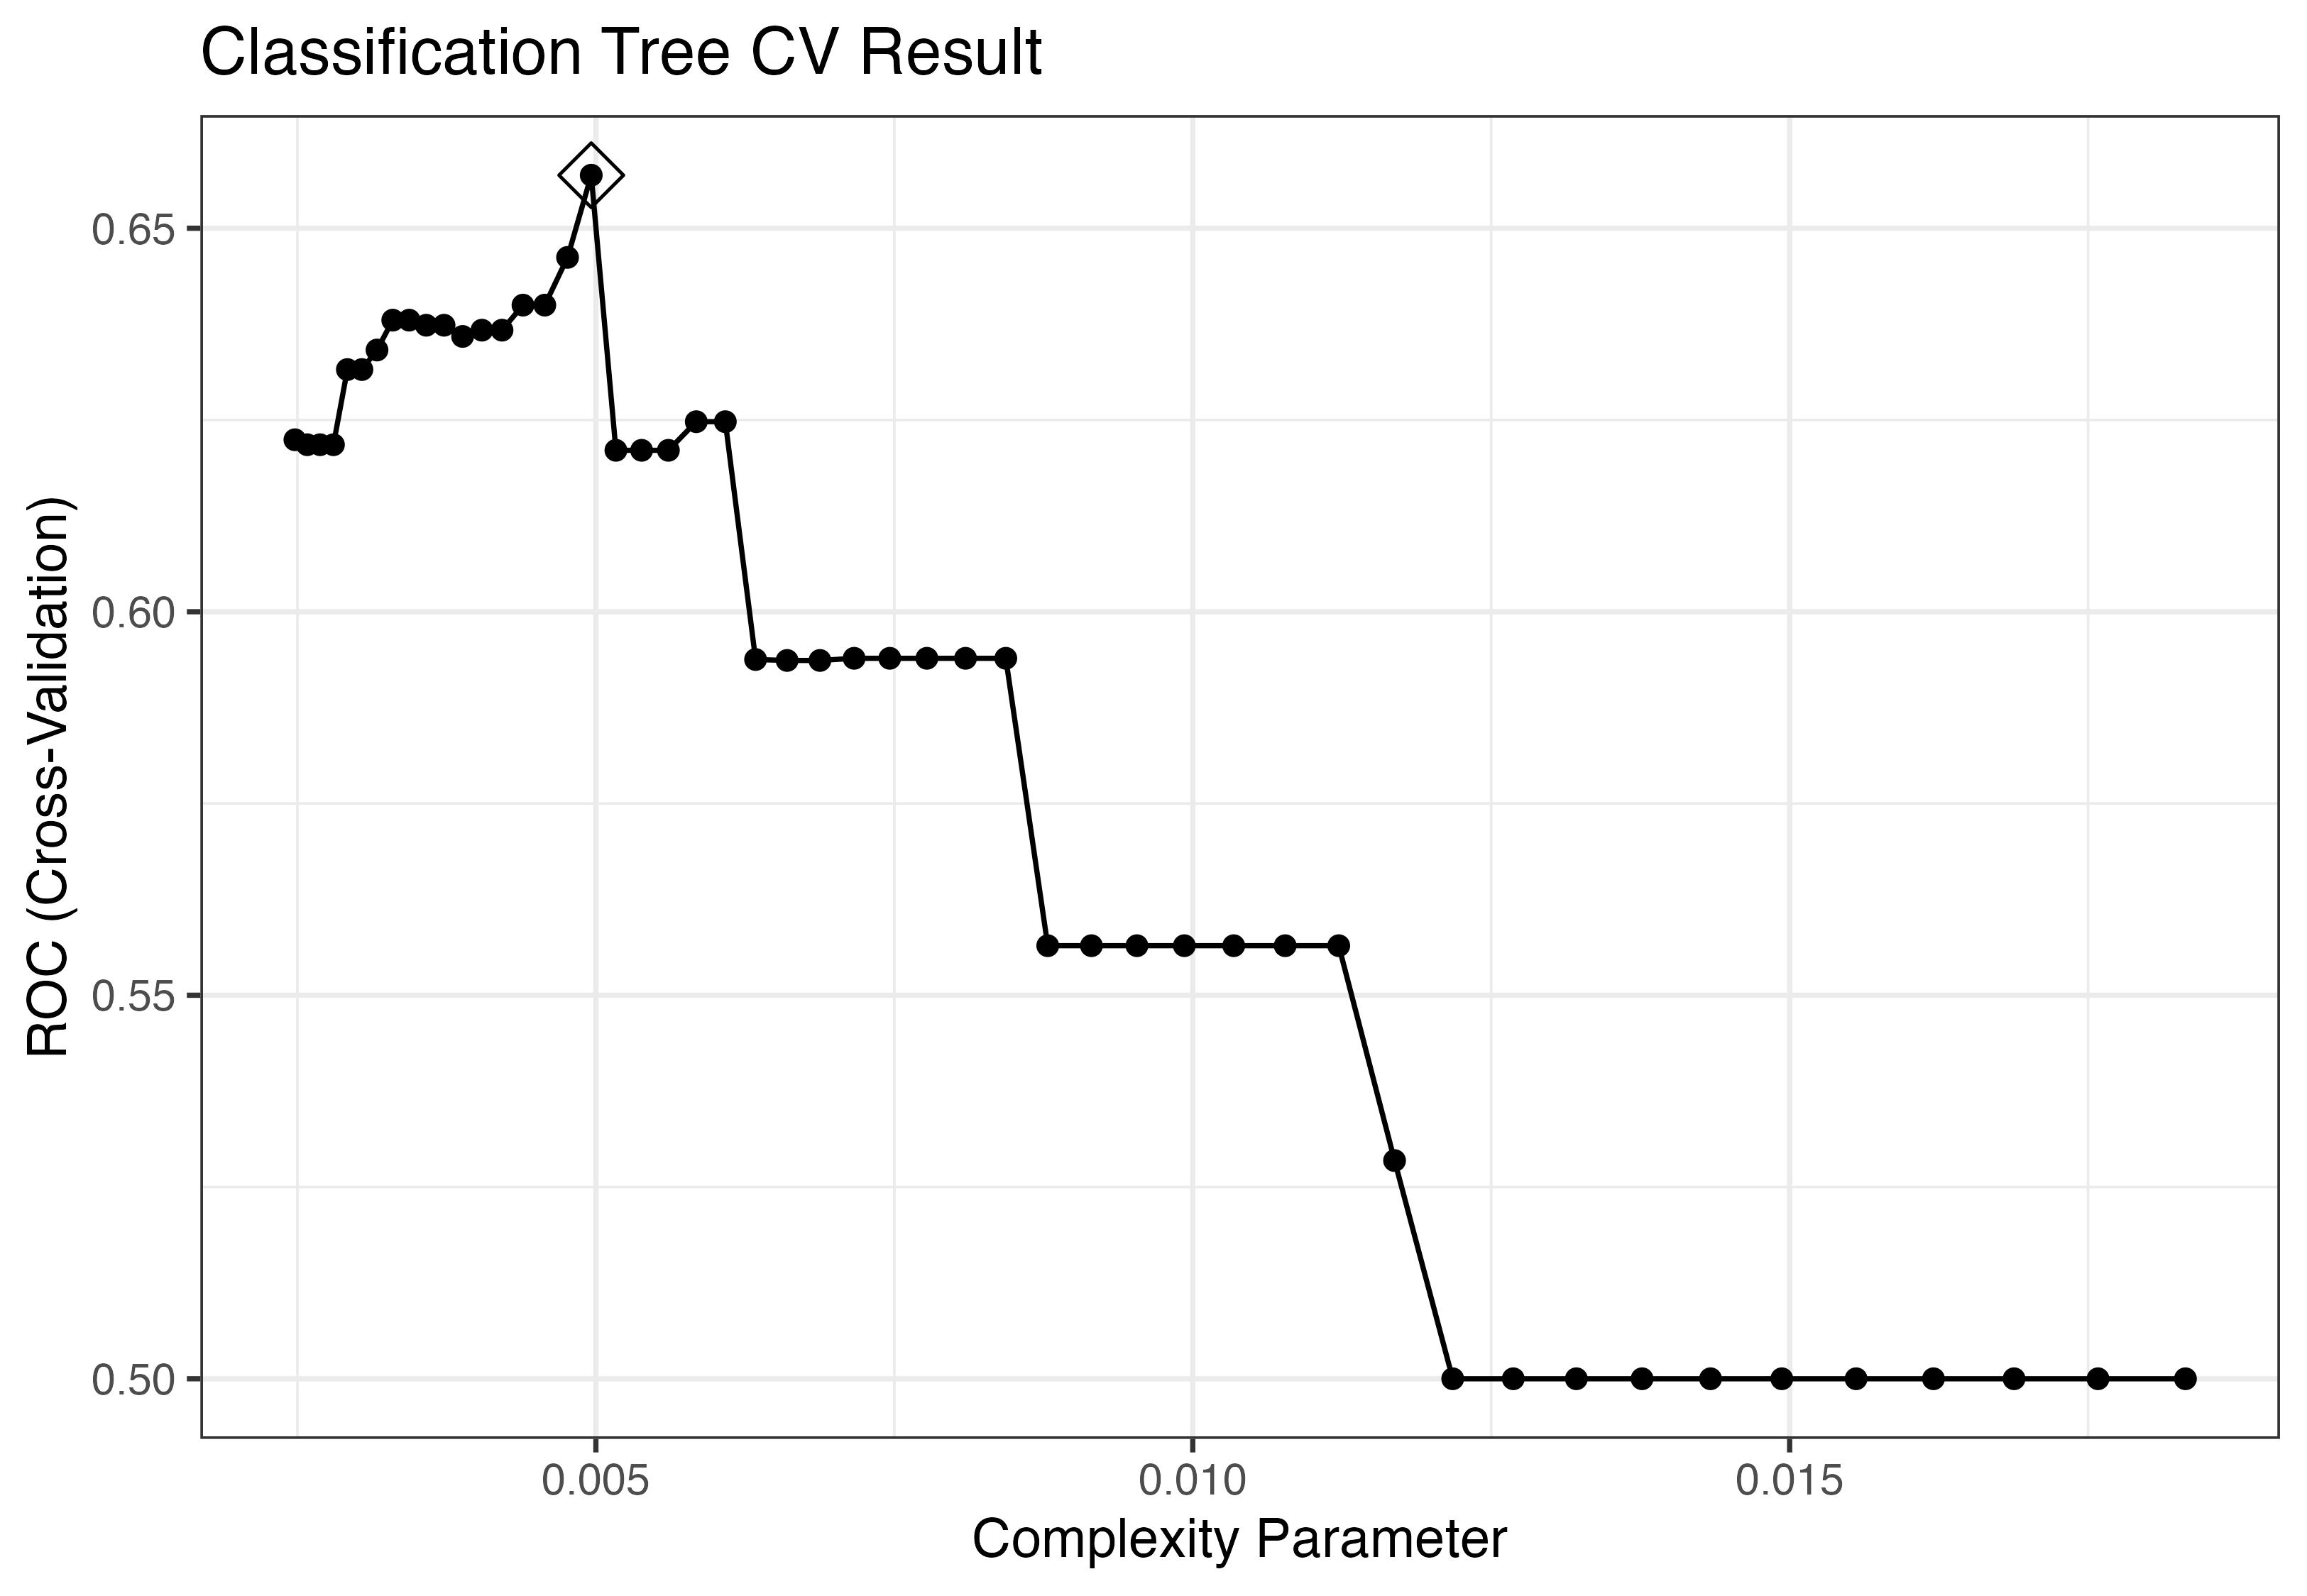 Classification Tree CV Result
ROC (Cross-Validation)
0.65
0.60
0.55
0.50
0.005 0.010 0.015
Complexity Parameter